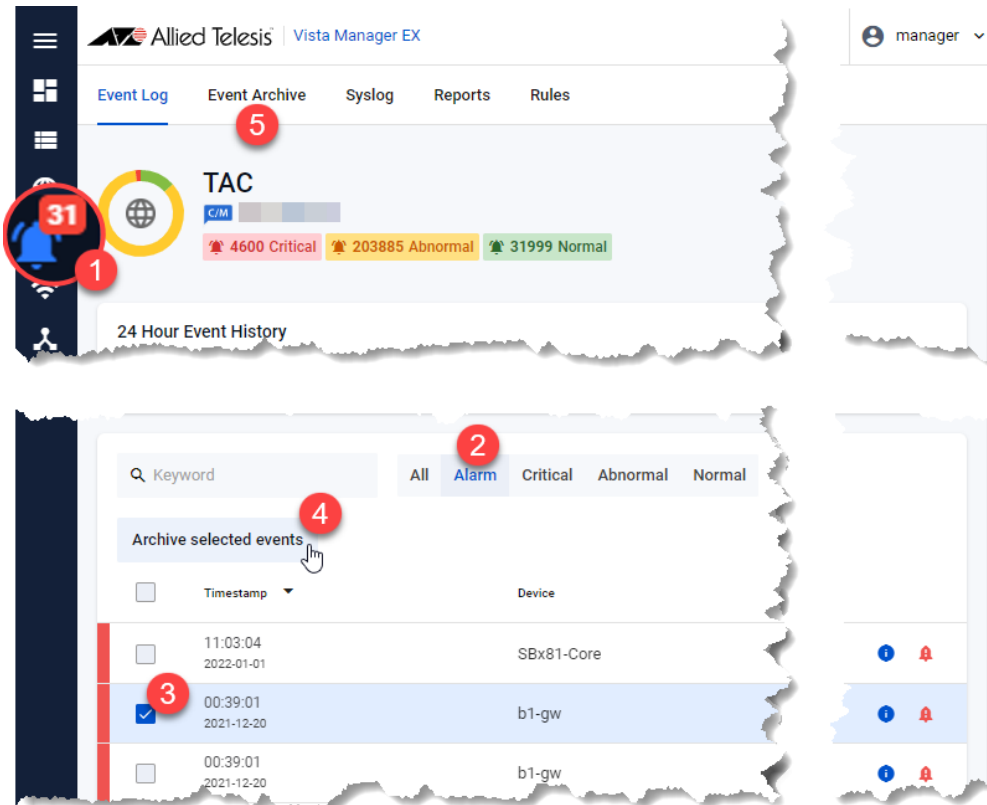 Allied Telesis Vista Manager EX
manager
Event Log Event Archive Syslog Reports Rules
5
TAC
31
C/M
4600 Critical 203885 Abnormal 31999 Normal
1
24 Hour Event History
2
Keyword All Alarm Critical Abnormal Normal
4
Archive selected events
Timestamp Device
11:03:04
2022-01-01
SBx81-Core
3
00:39:01
2021-12-20
b1-gw
00:39:01
2021-12-20
b1-gw